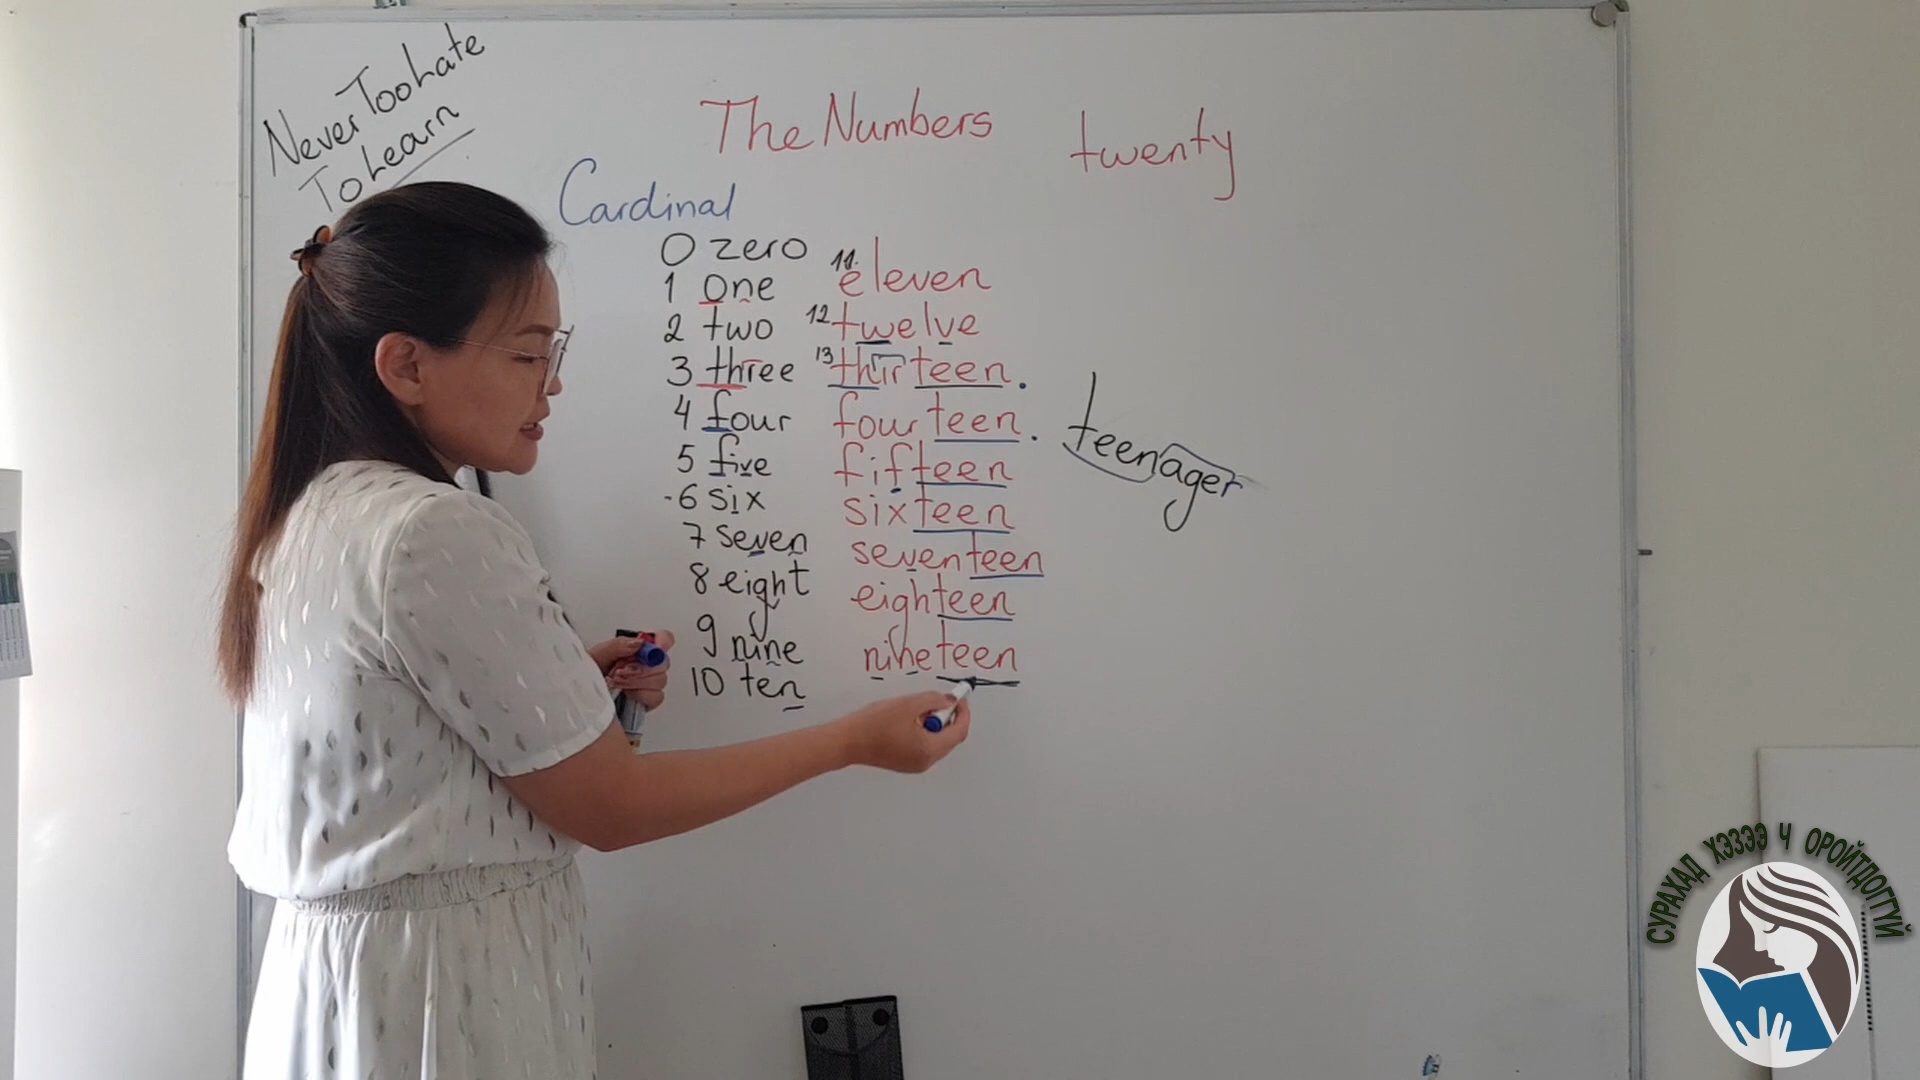 Never Too Late
To Learn
The Numbers
twenty
Cardinal
0 zero
1 one
2 two
3 three
4 four
5 five
6 six
7 seven
8 eight
9 nine
10 ten
11. eleven
12 twelve
13 thirteen.
fourteen.
fifteen
sixteen
seventeen
eighteen
nineteen
teenager
СУРАХАД ХЭЗЭЭ Ч ОРОЙТДОГГҮЙ